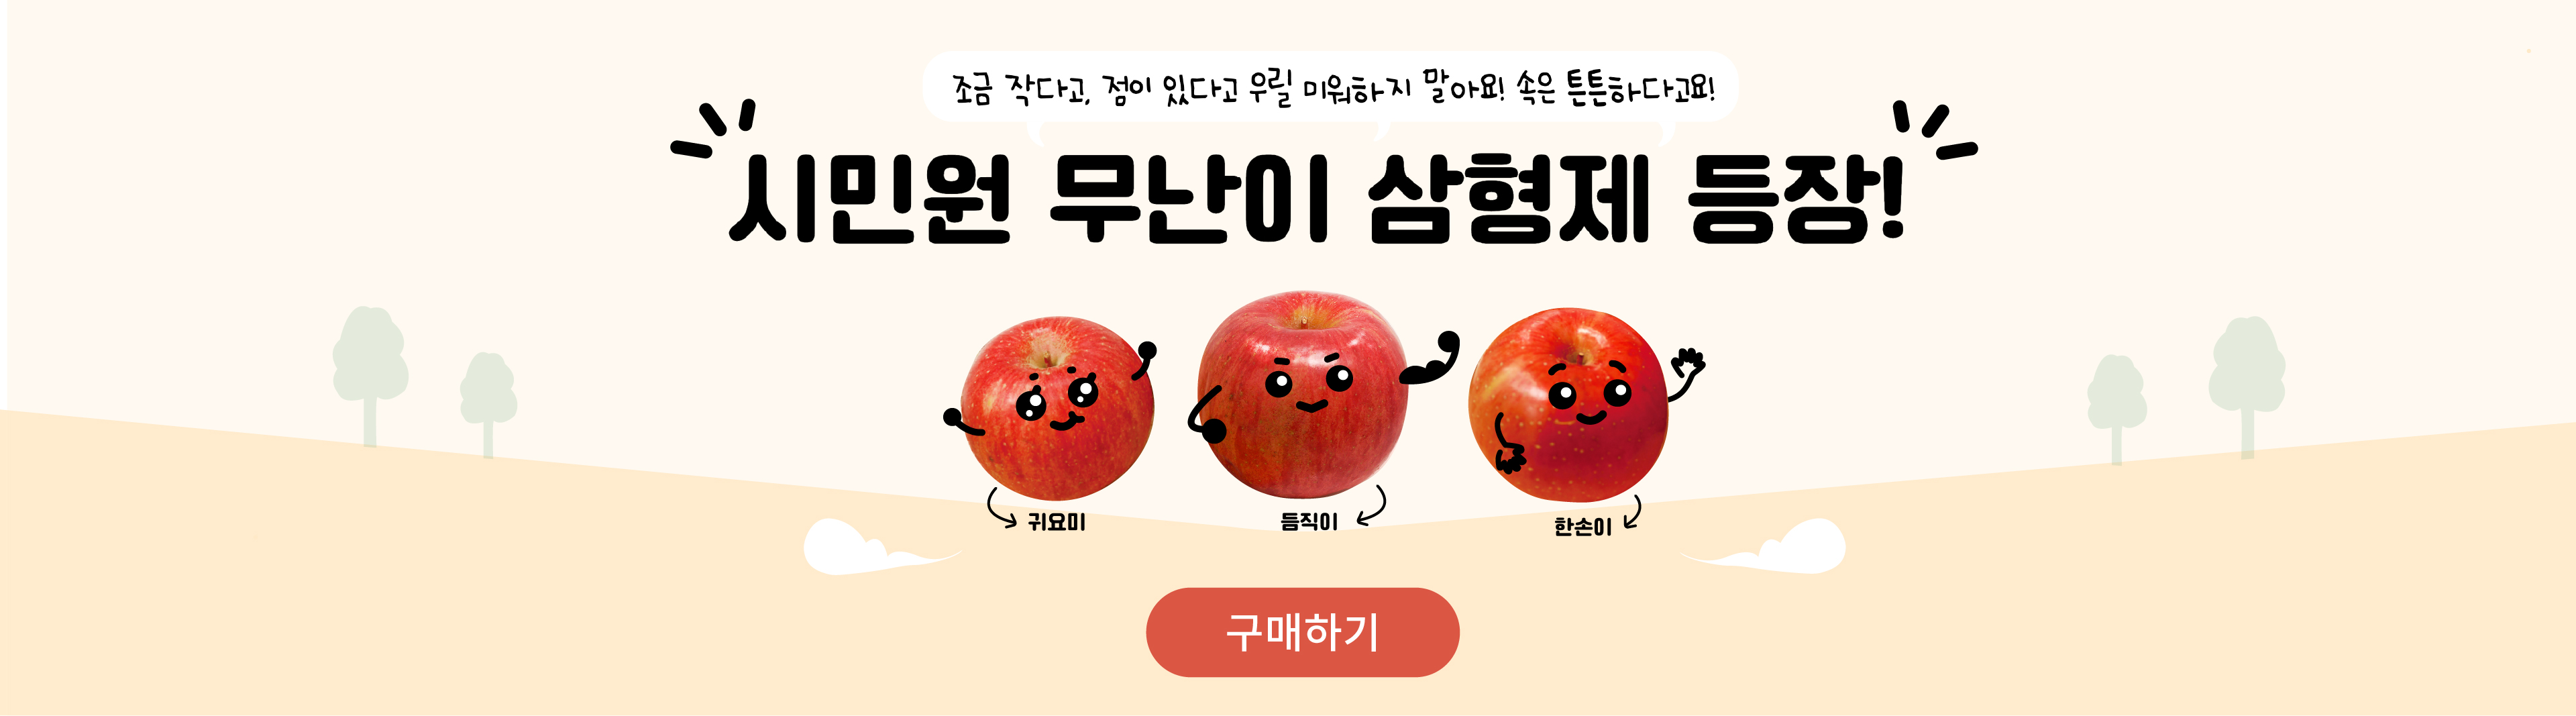 조금 작다고, 점이 있다고 우릴 미워하지 말아요! 속은 튼튼하다고요!
시민원 무난이 삼형제 등장!
귀요미
듬직이
한손이
구매하기